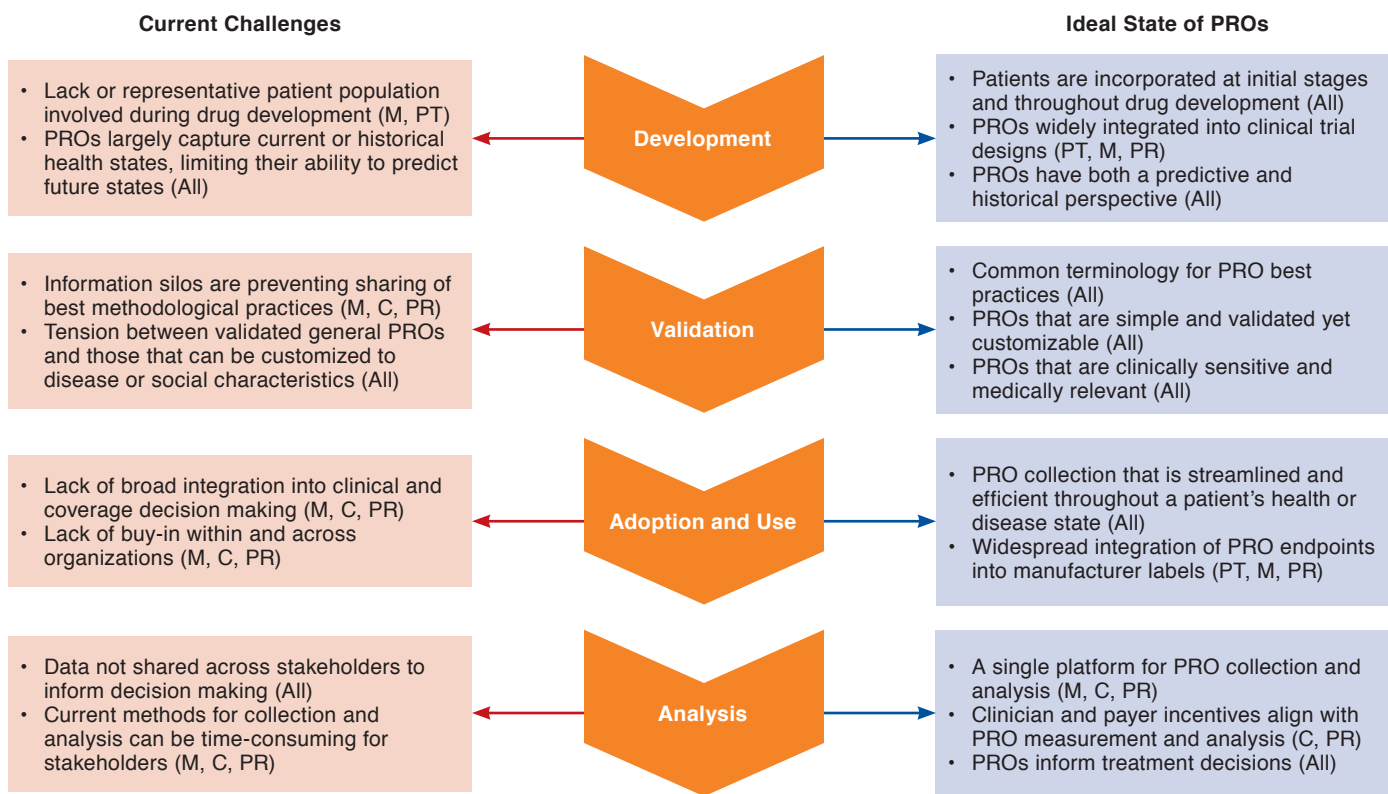 Current Challenges
Ideal State of PROs
• Lack or representative patient population
involved during drug development (M, PT)
• PROs largely capture current or historical
health states, limiting their ability to predict
future states (All)
Development
• Patients are incorporated at initial stages
and throughout drug development (All)
• PROs widely integrated into clinical trial
designs (PT, M, PR)
• PROs have both a predictive and
historical perspective (All)
• Information silos are preventing sharing of
best methodological practices (M, C, PR)
• Tension between validated general PROs
and those that can be customized to
disease or social characteristics (All)
Validation
• Common terminology for PRO best
practices (All)
• PROs that are simple and validated yet
customizable (All)
• PROs that are clinically sensitive and
medically relevant (All)
• Lack of broad integration into clinical and
coverage decision making (M, C, PR)
• Lack of buy-in within and across
organizations (M, C, PR)
Adoption and Use
• PRO collection that is streamlined and
efficient throughout a patient’s health or
disease state (All)
• Widespread integration of PRO endpoints
into manufacturer labels (PT, M, PR)
• Data not shared across stakeholders to
inform decision making (All)
• Current methods for collection and
analysis can be time-consuming for
stakeholders (M, C, PR)
Analysis
• A single platform for PRO collection and
analysis (M, C, PR)
• Clinician and payer incentives align with
PRO measurement and analysis (C, PR)
• PROs inform treatment decisions (All)